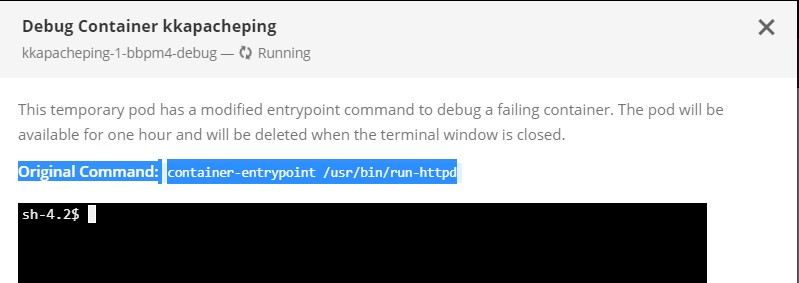 Debug Container kkapacheping
kkapacheping-1-bbpm4-debug — Running
This temporary pod has a modified entrypoint command to debug a failing container. The pod will be
available for one hour and will be deleted when the terminal window is closed.
Original Command: container-entrypoint /usr/bin/run-httpd
sh-4.2$